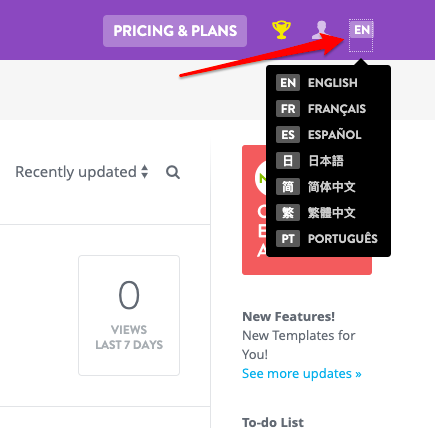 PRICING & PLANS
EN
EN ENGLISH
FR FRANÇAIS
ES ESPAÑOL
日 日本語
简 简体中文
繁 繁體中文
PT PORTUGUÊS
Recently updated
0
VIEWS
LAST 7 DAYS
New Features!
New Templates for
You!
See more updates »
To-do List